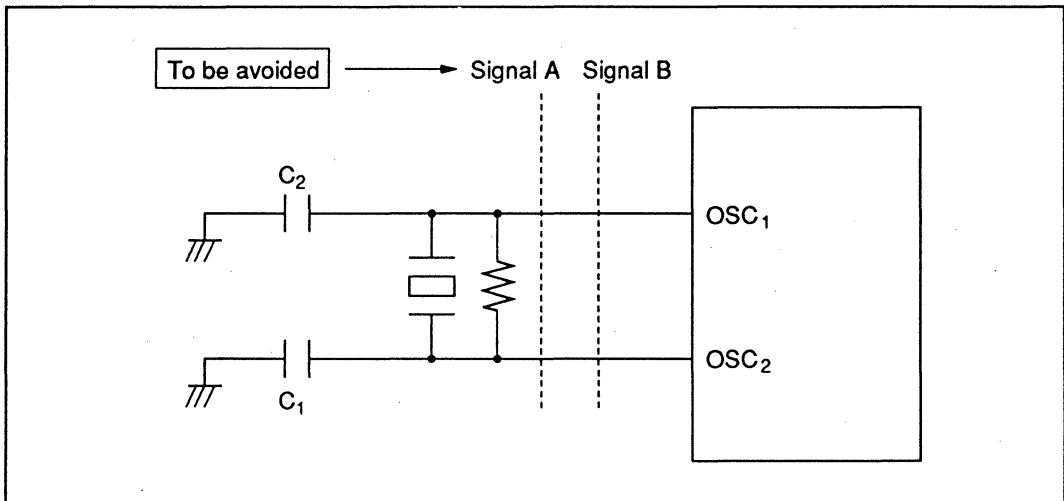 To be avoided Signal A Signal B
C₂
OSC₁
OSC₂
C₁